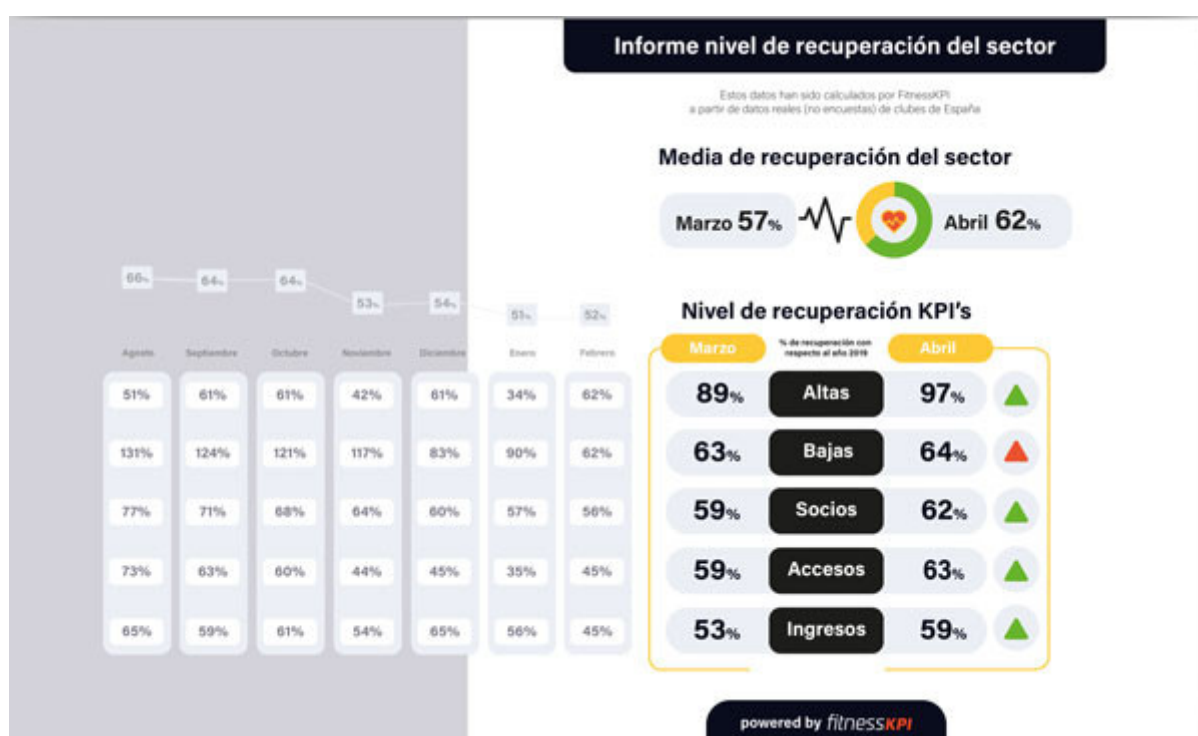 Informe nivel de recuperación del sector
Estos datos han sido calculados por FitnessKPI
a partir de datos reales (no encuestas) de clubes de España
Media de recuperación del sector
Marzo 57%
Abril 62%
66% 64% 64% 53% 54% 51% 52%
Agosto Septiembre Octubre Noviembre Diciembre Enero Febrero
51% 61% 61% 42% 61% 34% 62%
131% 124% 121% 117% 83% 90% 62%
77% 71% 68% 64% 60% 57% 56%
73% 63% 60% 44% 45% 35% 45%
65% 59% 61% 54% 65% 56% 45%
Nivel de recuperación KPI's
Marzo
% de recuperación con
respecto al año 2019
Abril
89% Altas 97%
63% Bajas 64%
59% Socios 62%
59% Accesos 63%
53% Ingresos 59%
powered by fitnessKPI